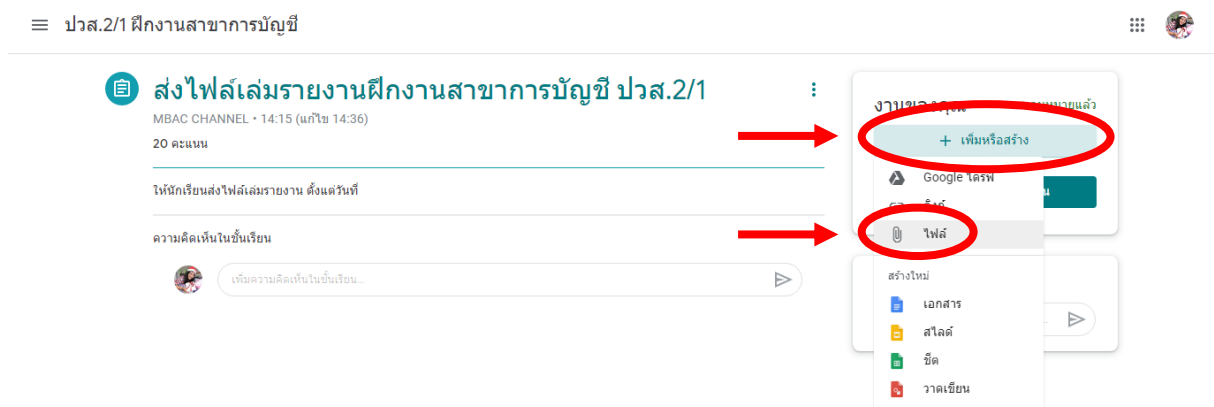 ปวส.2/1 ฝึกงานสาขาการบัญชี
ส่งไฟล์เล่มรายงานฝึกงานสาขาการบัญชี ปวส.2/1
MBAC CHANNEL • 14:15 (แก้ไข 14:36)
20 คะแนน
ให้นักเรียนส่งไฟล์เล่มรายงาน ตั้งแต่วันที่
ความคิดเห็นในชั้นเรียน
เพิ่มความคิดเห็นในชั้นเรียน...
งานของคุณ
+ เพิ่มหรือสร้าง
Google ไดรฟ์
ไฟล์
สร้างใหม่
เอกสาร
สไลด์
ชีต
วาดเขียน